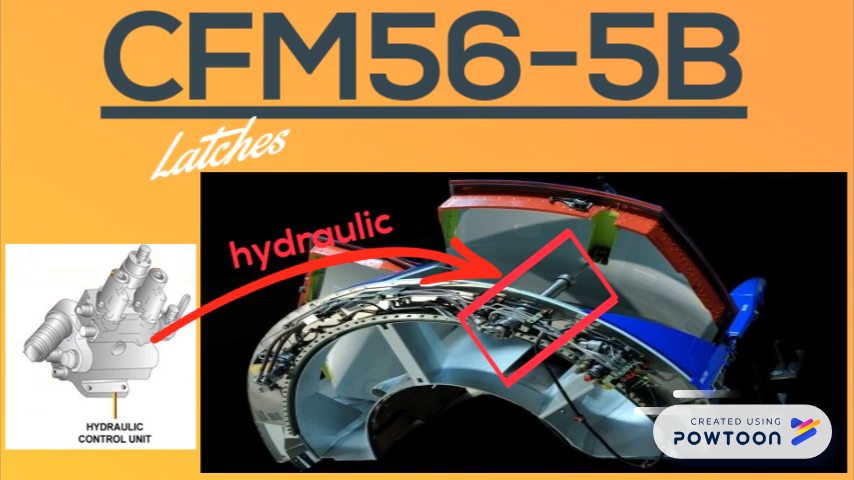 CFM56-5B
Latches
hydraulic
HYDRAULIC
CONTROL UNIT
CREATED USING
POWTOON